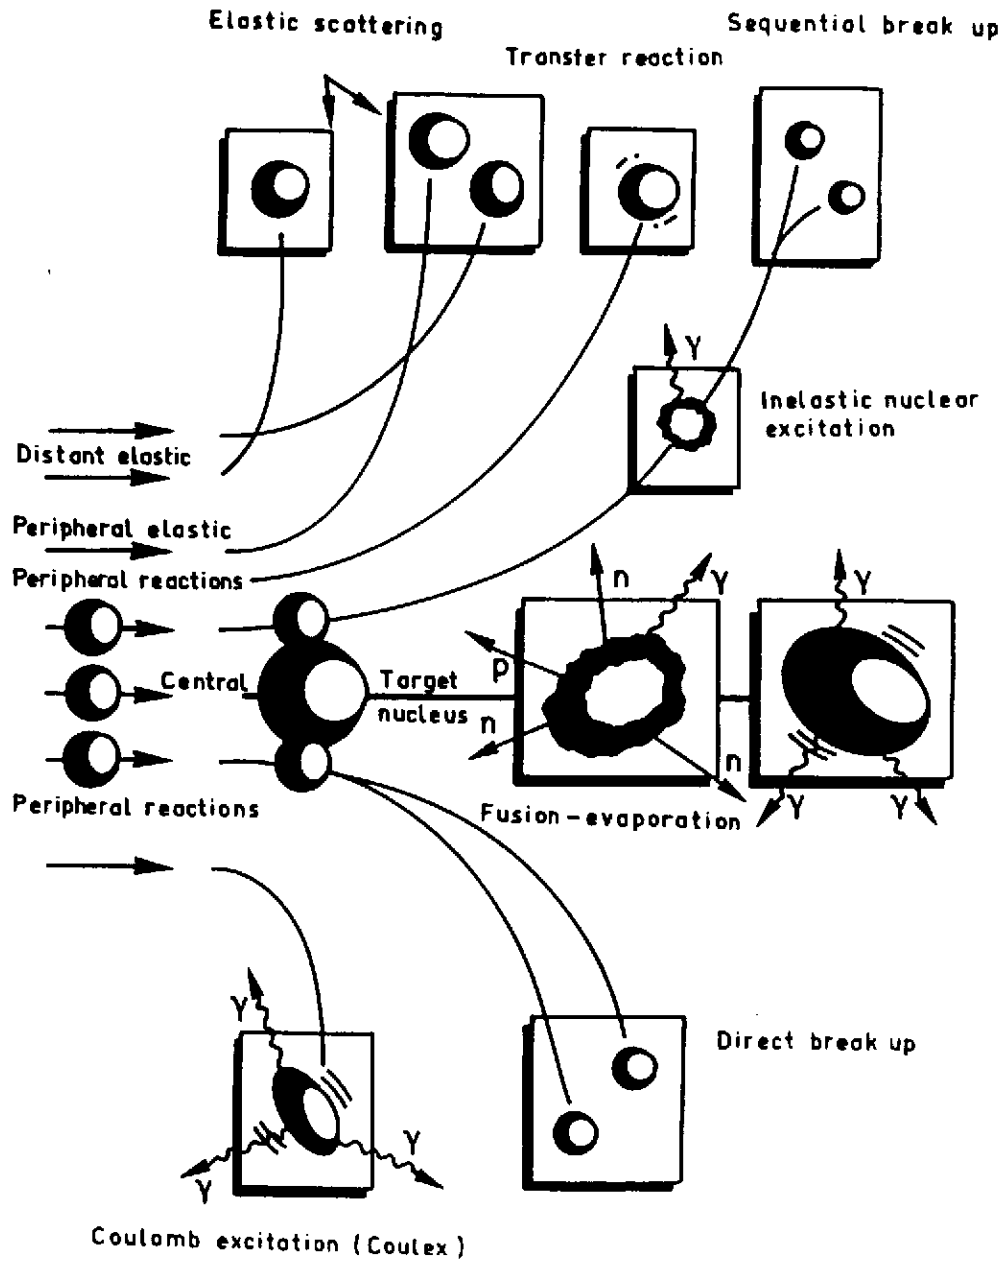 Elastic scattering
Sequential break up
Transfer reaction
γ
Inelastic nuclear
excitation
Distant elastic
Peripheral elastic
Peripheral reactions
n
γ
γ
p
Central
Target
nucleus
n
n
γ
γ
Peripheral reactions
Fusion-evaporation
γ
Direct break up
γ
γ
Coulomb excitation (Coulex)